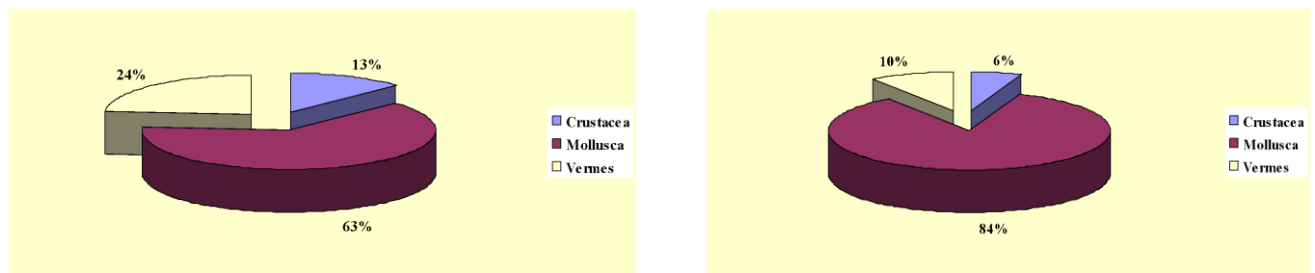 24%
13%
63%
Crustacea
Mollusca
Vermes
10%
6%
84%
Crustacea
Mollusca
Vermes